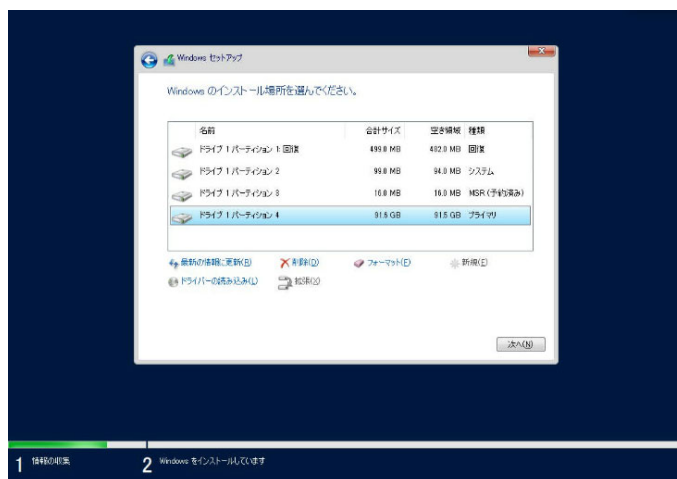 Windows セットアップ
Windows のインストール場所を選んでください。
名前 合計サイズ 空き領域 種類
ドライブ 1 パーティション 1: 回復 499.0 MB 482.0 MB 回復
ドライブ 1 パーティション 2 99.0 MB 94.0 MB システム
ドライブ 1 パーティション 3 16.0 MB 16.0 MB MSR (予約済み)
ドライブ 1 パーティション 4 91.5 GB 91.5 GB プライマリ
最新の情報に更新(R) 削除(D) フォーマット(F) 新規(E)
ドライバーの読み込み(L) 拡張(X)
次へ(N)
1 情報の収集 2 Windows をインストールしています